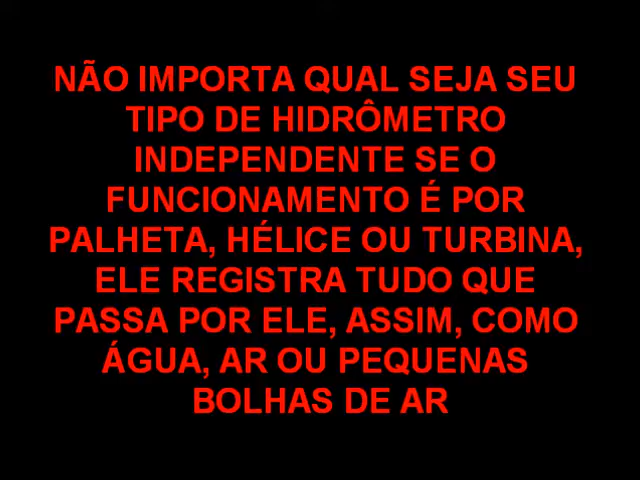 NÃO IMPORTA QUAL SEJA SEU
TIPO DE HIDRÔMETRO
INDEPENDENTE SE O
FUNCIONAMENTO É POR
PALHETA, HÉLICE OU TURBINA,
ELE REGISTRA TUDO QUE
PASSA POR ELE, ASSIM, COMO
ÁGUA, AR OU PEQUENAS
BOLHAS DE AR